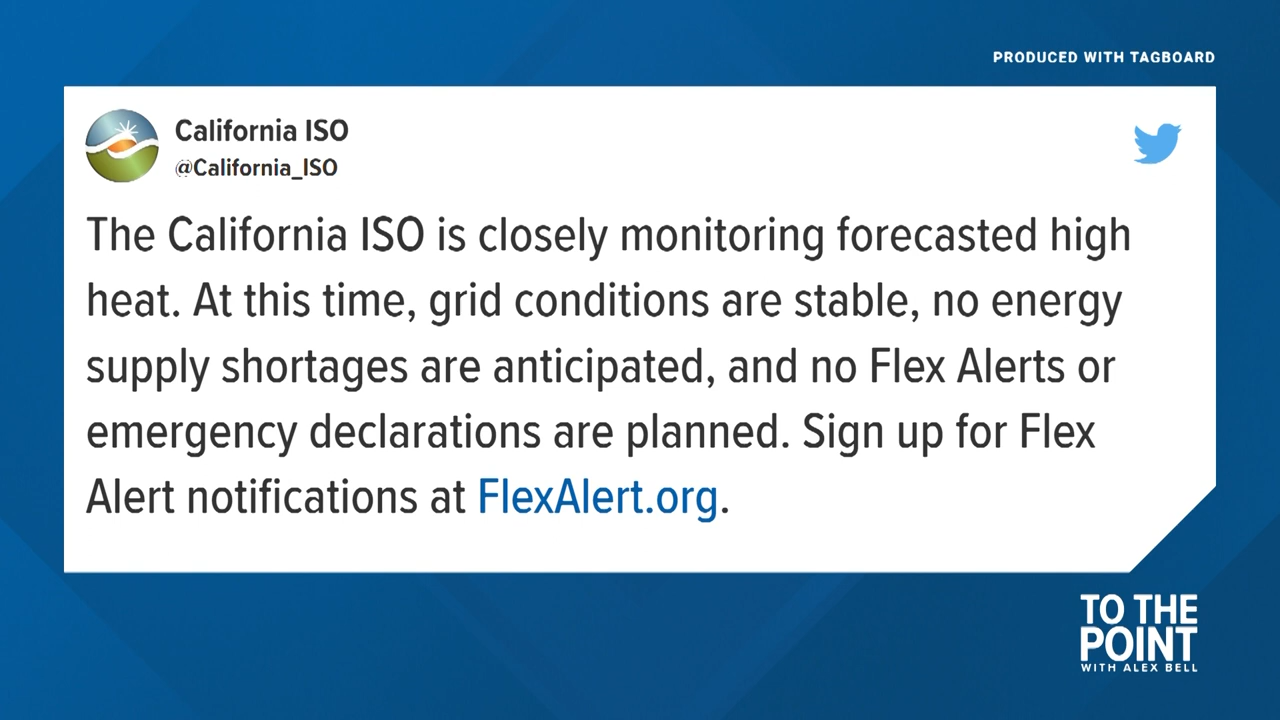 PRODUCED WITH TAGBOARD
California ISO
@California_ISO
The California ISO is closely monitoring forecasted high
heat. At this time, grid conditions are stable, no energy
supply shortages are anticipated, and no Flex Alerts or
emergency declarations are planned. Sign up for Flex
Alert notifications at FlexAlert.org.
TO THE
POINT
WITH ALEX BELL